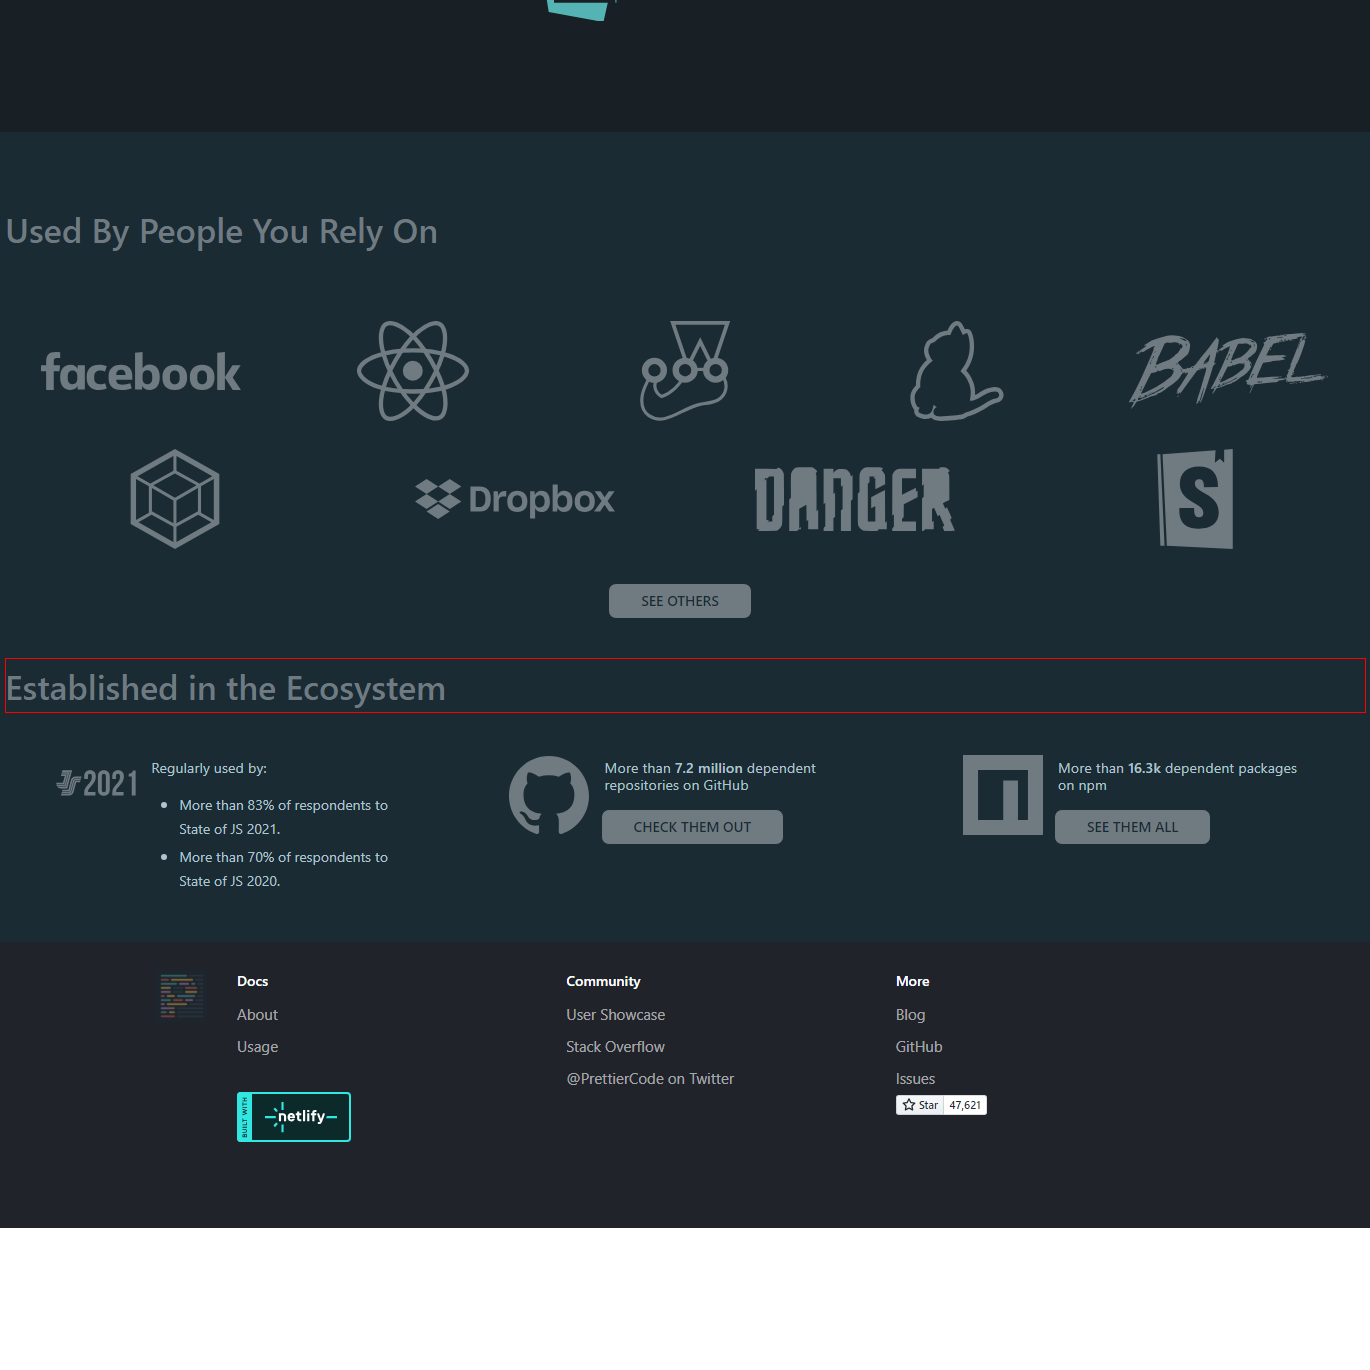 Used By People You Rely On
facebook
BABEL
Dropbox
DANGER
S
SEE OTHERS
Established in the Ecosystem
JS 2021
Regularly used by:
More than 83% of respondents to
State of JS 2021.
More than 70% of respondents to
State of JS 2020.
More than 7.2 million dependent
repositories on GitHub
CHECK THEM OUT
More than 16.3k dependent packages
on npm
SEE THEM ALL
Docs
About
Usage
BUILT WITH
netlify
Community
User Showcase
Stack Overflow
@PrettierCode on Twitter
More
Blog
GitHub
Issues
Star 47,621